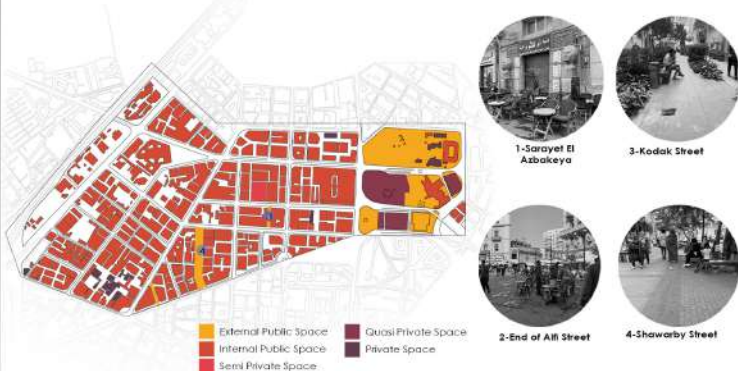 1-Sarayet El
Azbakeya
3-Kodak Street
2-End of Alfi Street
4-Shawarby Street
External Public Space
Internal Public Space
Semi Private Space
Quasi Private Space
Private Space